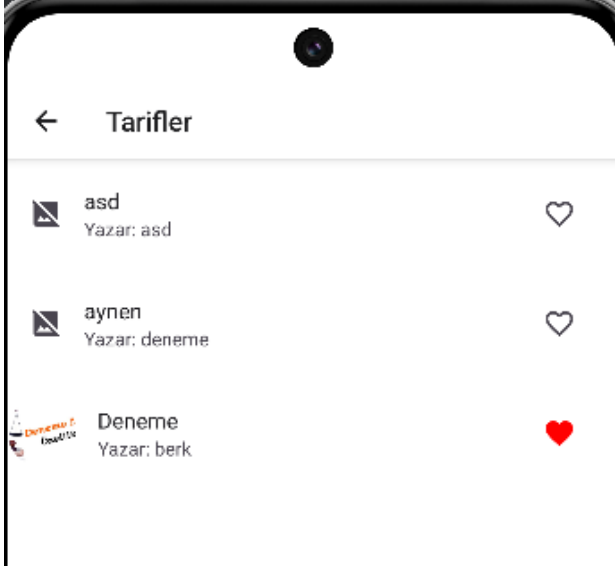 Tarifler
asd
Yazar: asd
aynen
Yazar: deneme
Deneme
Yazar: berk